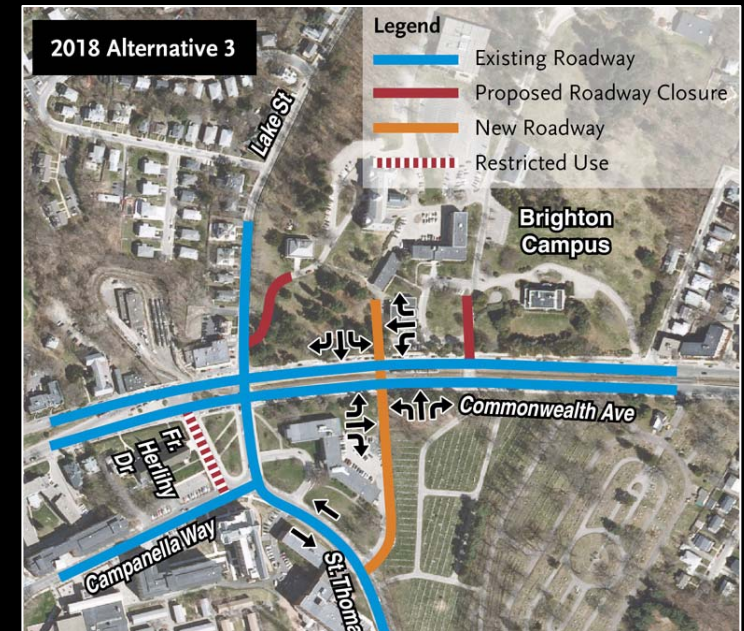 2018 Alternative 3
Legend
Existing Roadway
Proposed Roadway Closure
New Roadway
Restricted Use
Lake St
Brighton
Campus
Commonwealth Ave
Fr.
Herlihy
Dr
Campanella Way
St. Thoma